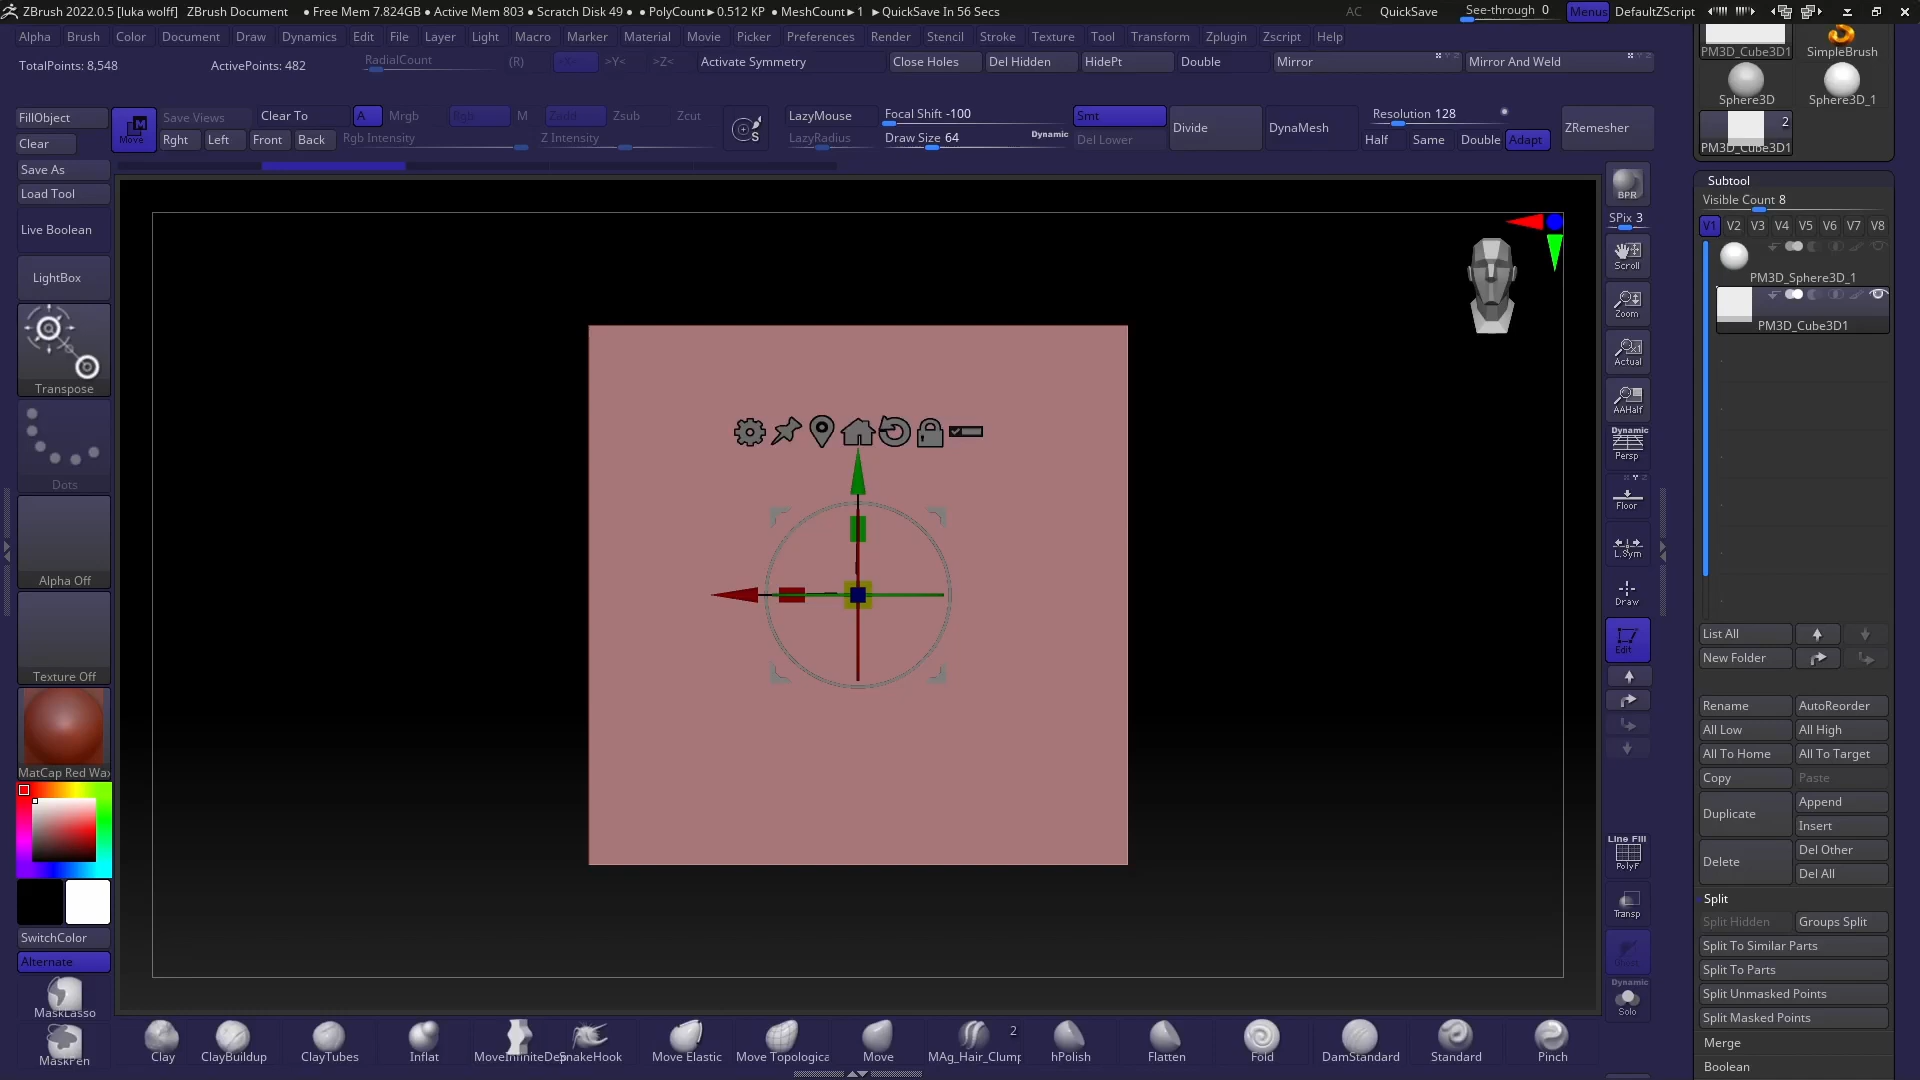 ZBrush 2022.0.5 [luka wolff]   ZBrush Document   ● Free Mem 7.824GB ● Active Mem 803 ● Scratch Disk 49 ●   ● PolyCount► 0.512 KP   ● MeshCount► 1   ►QuickSave In 56 Secs   AC   QuickSave   See-through 0   Menus   DefaultZScript
Alpha Brush Color Document Draw Dynamics Edit File Layer Light Macro Marker Material Movie Picker Preferences Render Stencil Stroke Texture Tool Transform Zplugin Zscript Help
TotalPoints: 8,548   ActivePoints: 482   RadialCount   (R)   >X<   >Y<   >Z<   Activate Symmetry   Close Holes   Del Hidden   HidePt   Double   Mirror   Mirror And Weld
FillObject   Move   Save Views   Clear To   A   Mrgb   Rgb   M   Zadd   Zsub   Zcut   LazyMouse   Focal Shift -100   Smt   Divide   DynaMesh   Resolution 128   ZRemesher
Clear   Rght   Left   Front   Back   Rgb Intensity   Z Intensity   S   LazyRadius   Draw Size 64   Dynamic   Del Lower   Half   Same   Double   Adapt
Save As
Load Tool
Live Boolean
LightBox
Transpose
Dots
Alpha Off
Texture Off
MatCap Red Wax
SwitchColor
Alternate
MaskLasso
MaskPen
BPR
SPix 3
Scroll
Zoom
Actual
AAHalf
Dynamic
Persp
Floor
L.Sym
Draw
Edit
Line Fill
PolyF
Transp
Ghost
Dynamic
Solo
PM3D_Cube3D1   SimpleBrush
Sphere3D   Sphere3D_1
2
PM3D_Cube3D1
Subtool
Visible Count 8
V1 V2 V3 V4 V5 V6 V7 V8
PM3D_Sphere3D_1
PM3D_Cube3D1
List All
New Folder
Rename   AutoReorder
All Low   All High
All To Home   All To Target
Copy   Paste
Duplicate   Append
Insert
Delete   Del Other
Del All
Split
Split Hidden   Groups Split
Split To Similar Parts
Split To Parts
Split Unmasked Points
Split Masked Points
Merge
Boolean
Clay   ClayBuildup   ClayTubes   Inflat   SnakeHook   Move Elastic   Move Topologica   Move   MAg_Hair_Clump   2   hPolish   Flatten   Fold   DamStandard   Standard   Pinch